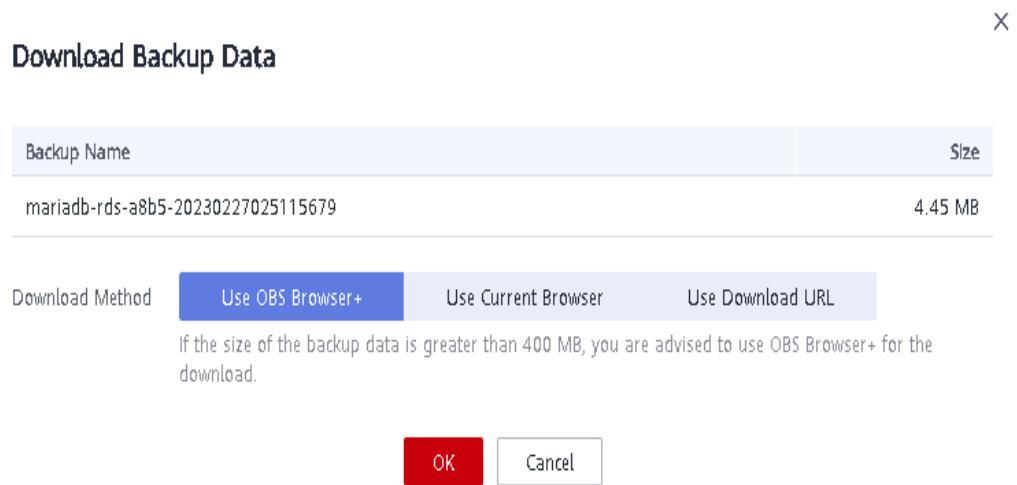 X
Download Backup Data
Backup Name Size
mariadb-rds-a8b5-20230227025115679 4.45 MB
Download Method Use OBS Browser+ Use Current Browser Use Download URL
If the size of the backup data is greater than 400 MB, you are advised to use OBS Browser+ for the
download.
OK Cancel